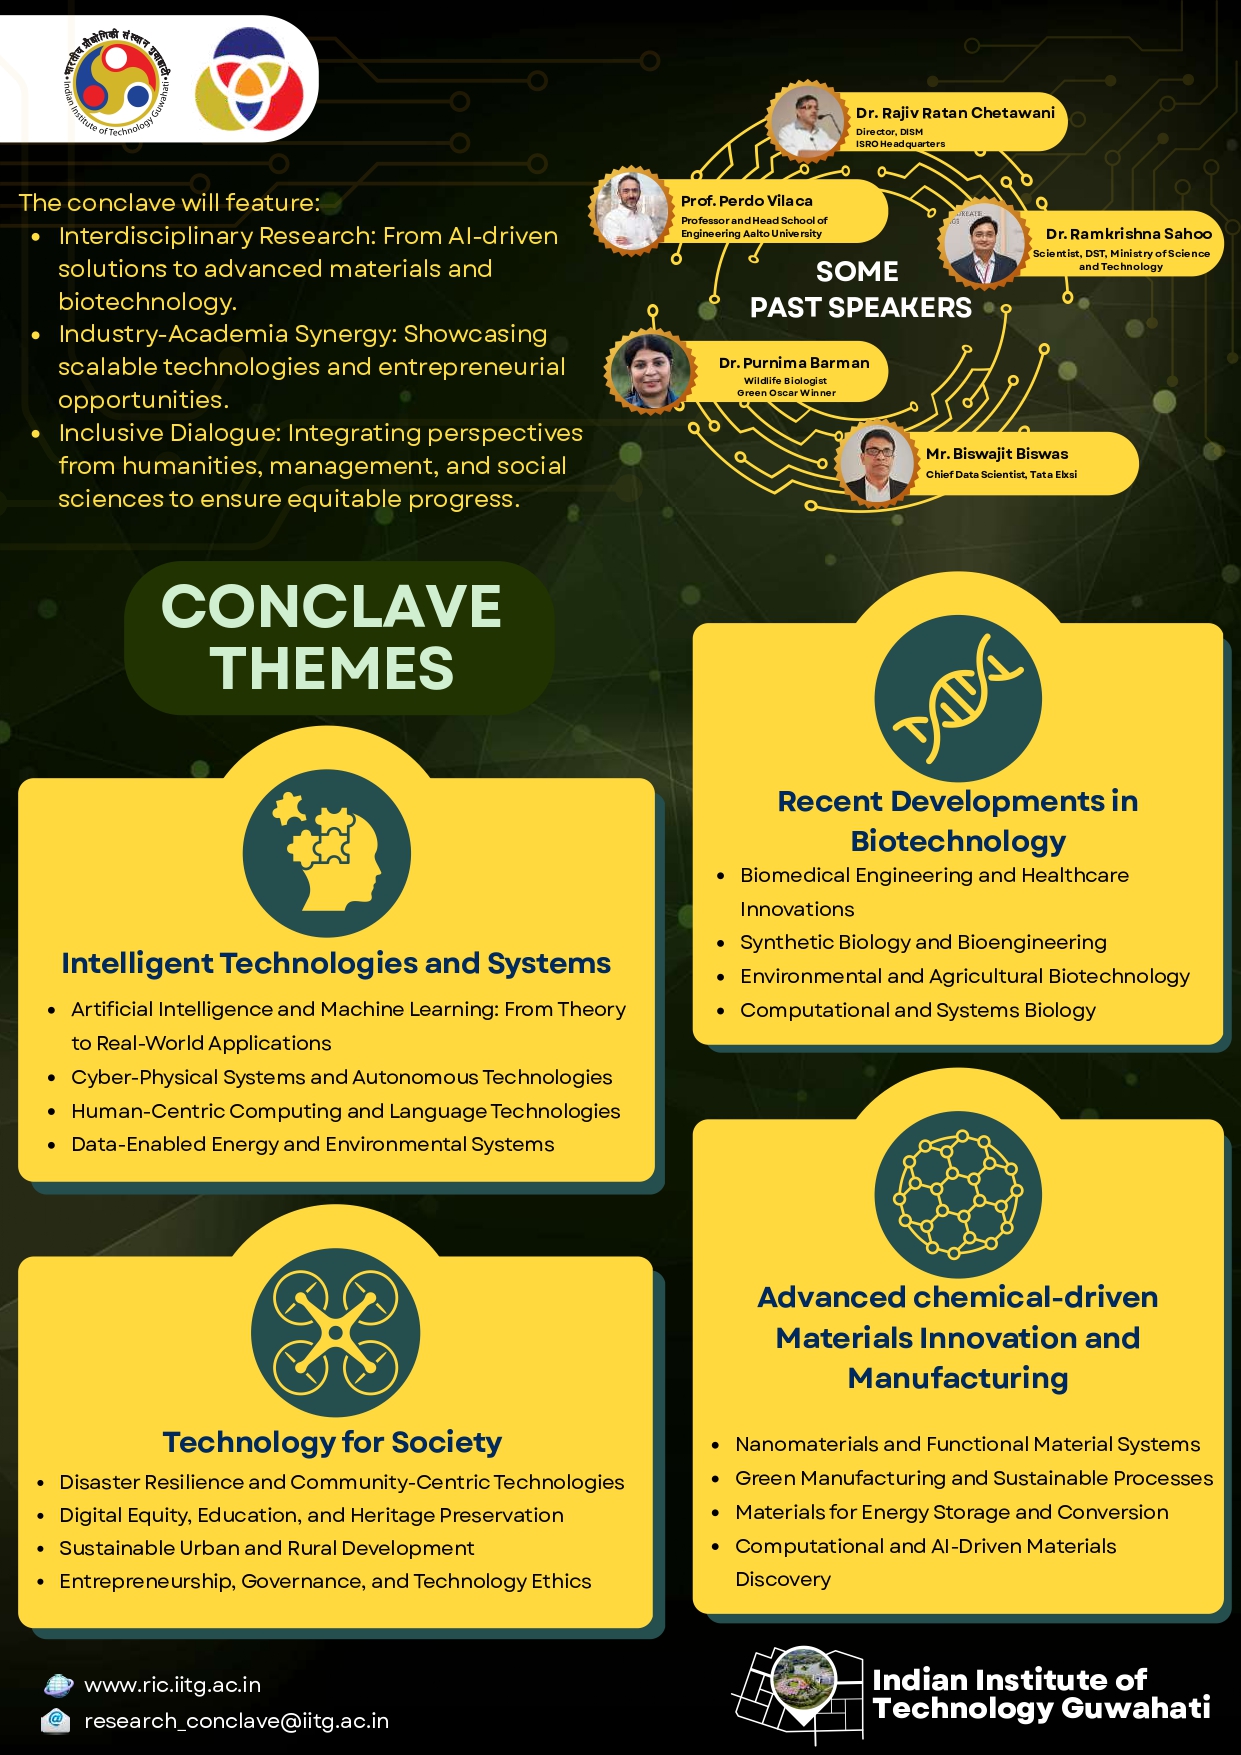 भारतीय प्रौद्योगिकी संस्थान गुवाहाटी
Indian Institute of Technology Guwahati
The conclave will feature:
• Interdisciplinary Research: From AI-driven
solutions to advanced materials and
biotechnology.
• Industry-Academia Synergy: Showcasing
scalable technologies and entrepreneurial
opportunities.
• Inclusive Dialogue: Integrating perspectives
from humanities, management, and social
sciences to ensure equitable progress.
Dr. Rajiv Ratan Chetawani
Director, DISM
ISRO Headquarters
Prof. Perdo Vilaca
Professor and Head School of
Engineering Aalto University
Dr. Ramkrishna Sahoo
Scientist, DST, Ministry of Science
and Technology
SOME
PAST SPEAKERS
Dr. Purnima Barman
Wildlife Biologist
Green Oscar Winner
Mr. Biswajit Biswas
Chief Data Scientist, Tata Elxsi
CONCLAVE
THEMES
Intelligent Technologies and Systems
• Artificial Intelligence and Machine Learning: From Theory
to Real-World Applications
• Cyber-Physical Systems and Autonomous Technologies
• Human-Centric Computing and Language Technologies
• Data-Enabled Energy and Environmental Systems
Recent Developments in
Biotechnology
• Biomedical Engineering and Healthcare
Innovations
• Synthetic Biology and Bioengineering
• Environmental and Agricultural Biotechnology
• Computational and Systems Biology
Technology for Society
• Disaster Resilience and Community-Centric Technologies
• Digital Equity, Education, and Heritage Preservation
• Sustainable Urban and Rural Development
• Entrepreneurship, Governance, and Technology Ethics
Advanced chemical-driven
Materials Innovation and
Manufacturing
• Nanomaterials and Functional Material Systems
• Green Manufacturing and Sustainable Processes
• Materials for Energy Storage and Conversion
• Computational and AI-Driven Materials
Discovery
www.ric.iitg.ac.in
research_conclave@iitg.ac.in
Indian Institute of
Technology Guwahati